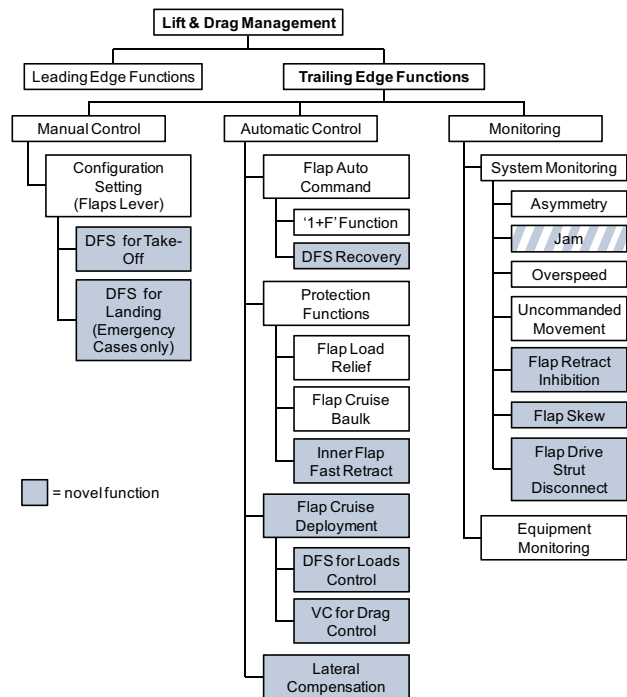 Lift & Drag Management
Leading Edge Functions
Trailing Edge Functions
Manual Control
Automatic Control
Monitoring
Configuration
Setting
(Flaps Lever)
DFS for Take-
Off
DFS for
Landing
(Emergency
Cases only)
Flap Auto
Command
‘1+F’ Function
DFS Recovery
Protection
Functions
Flap Load
Relief
Flap Cruise
Baulk
Inner Flap
Fast Retract
Flap Cruise
Deployment
DFS for Loads
Control
VC for Drag
Control
Lateral
Compensation
System Monitoring
Asymmetry
Jam
Overspeed
Uncommanded
Movement
Flap Retract
Inhibition
Flap Skew
Flap Drive
Strut
Disconnect
Equipment
Monitoring
= novel function